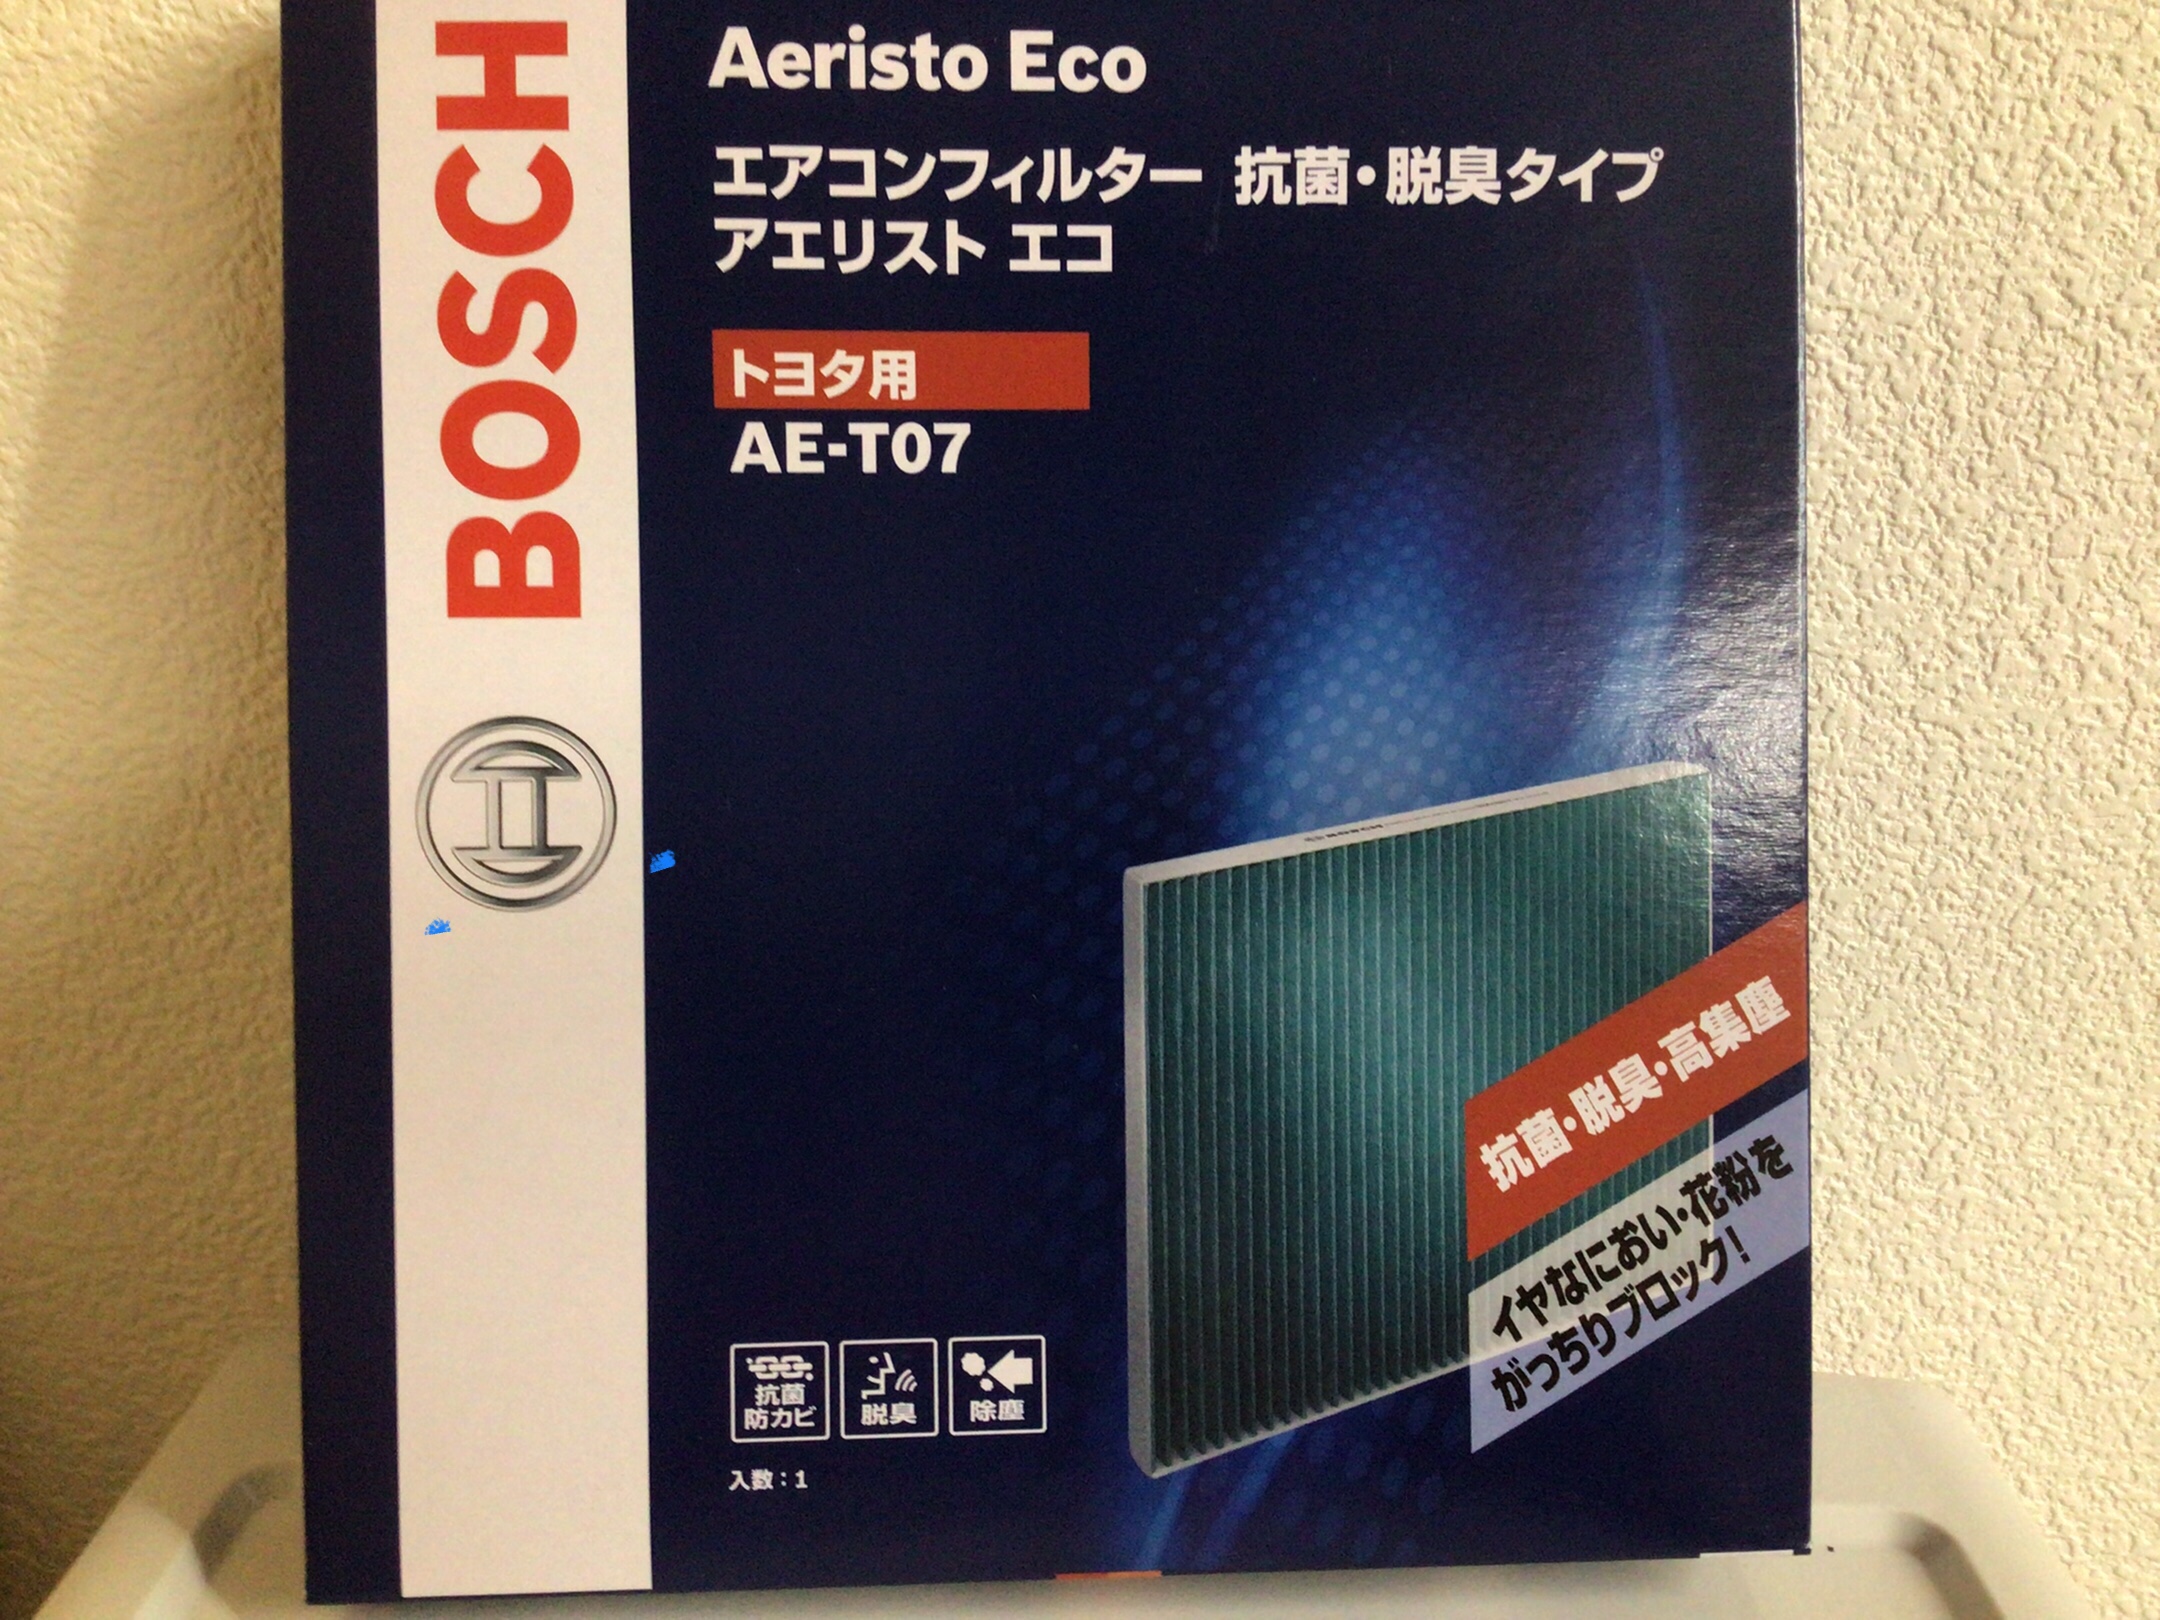 BOSCH
Aeristo Eco
エアコンフィルター 抗菌・脱臭タイプ
アエリスト エコ
トヨタ用
AE-T07
BOSCH
抗菌・脱臭・高集塵
イヤなにおい・花粉を
がっちりブロック！
抗菌
防カビ
脱臭
除塵
入数：1